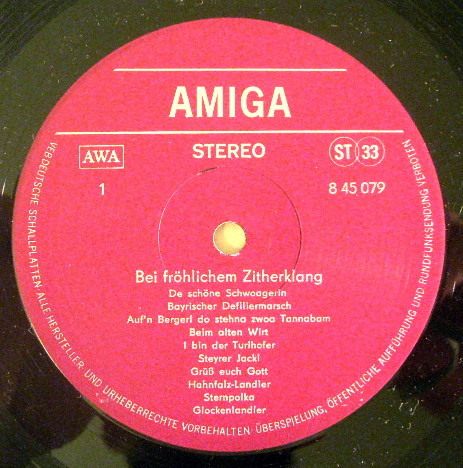 AMIGA
AWA
STEREO
ST 33
1
8 45 079
Bei fröhlichem Zitherklang
De schöne Schwoagerin
Bayrischer Defiliermarsch
Auf'n Bergerl do stehna zwoa Tannabam
Beim alten Wirt
I bin der Turlhofer
Steyrer Jackl
Grüß euch Gott
Hahnfalz-Landler
Stempolka
Glockenlandler
VEB DEUTSCHE SCHALLPLATTEN · ALLE HERSTELLER- UND URHEBERRECHTE VORBEHALTEN · ÜBERSPIELUNG, ÖFFENTLICHE AUFFÜHRUNG UND RUNDFUNKSENDUNG VERBOTEN